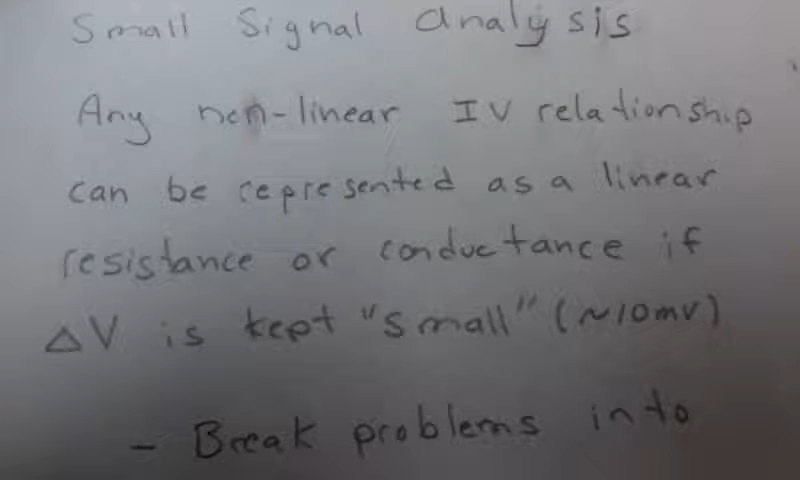 Small Signal Analysis
Any non-linear IV relationship
can be represented as a linear
resistance or conductance if
ΔV is kept "small" (~10mV)
- Break problems into